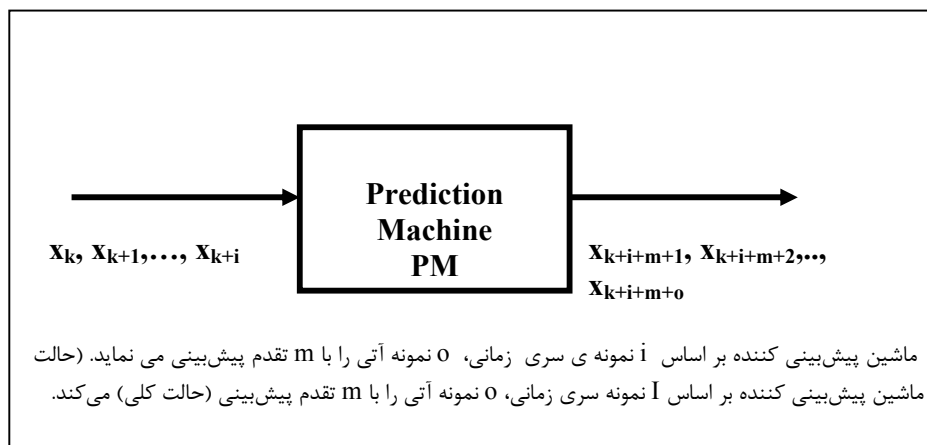 Prediction
Machine
PM
xₖ, xₖ₊₁,…, xₖ₊ᵢ
xₖ₊ᵢ₊ₘ₊₁, xₖ₊ᵢ₊ₘ₊₂,..,
xₖ₊ᵢ₊ₘ₊ₒ
ماشین پیش‌بینی کننده بر اساس i نمونه ی سری زمانی، o نمونه آتی را با m تقدم پیش‌بینی می نماید. (حالت
ماشین پیش‌بینی کننده بر اساس I نمونه سری زمانی، o نمونه آتی را با m تقدم پیش‌بینی (حالت کلی) می‌کند.